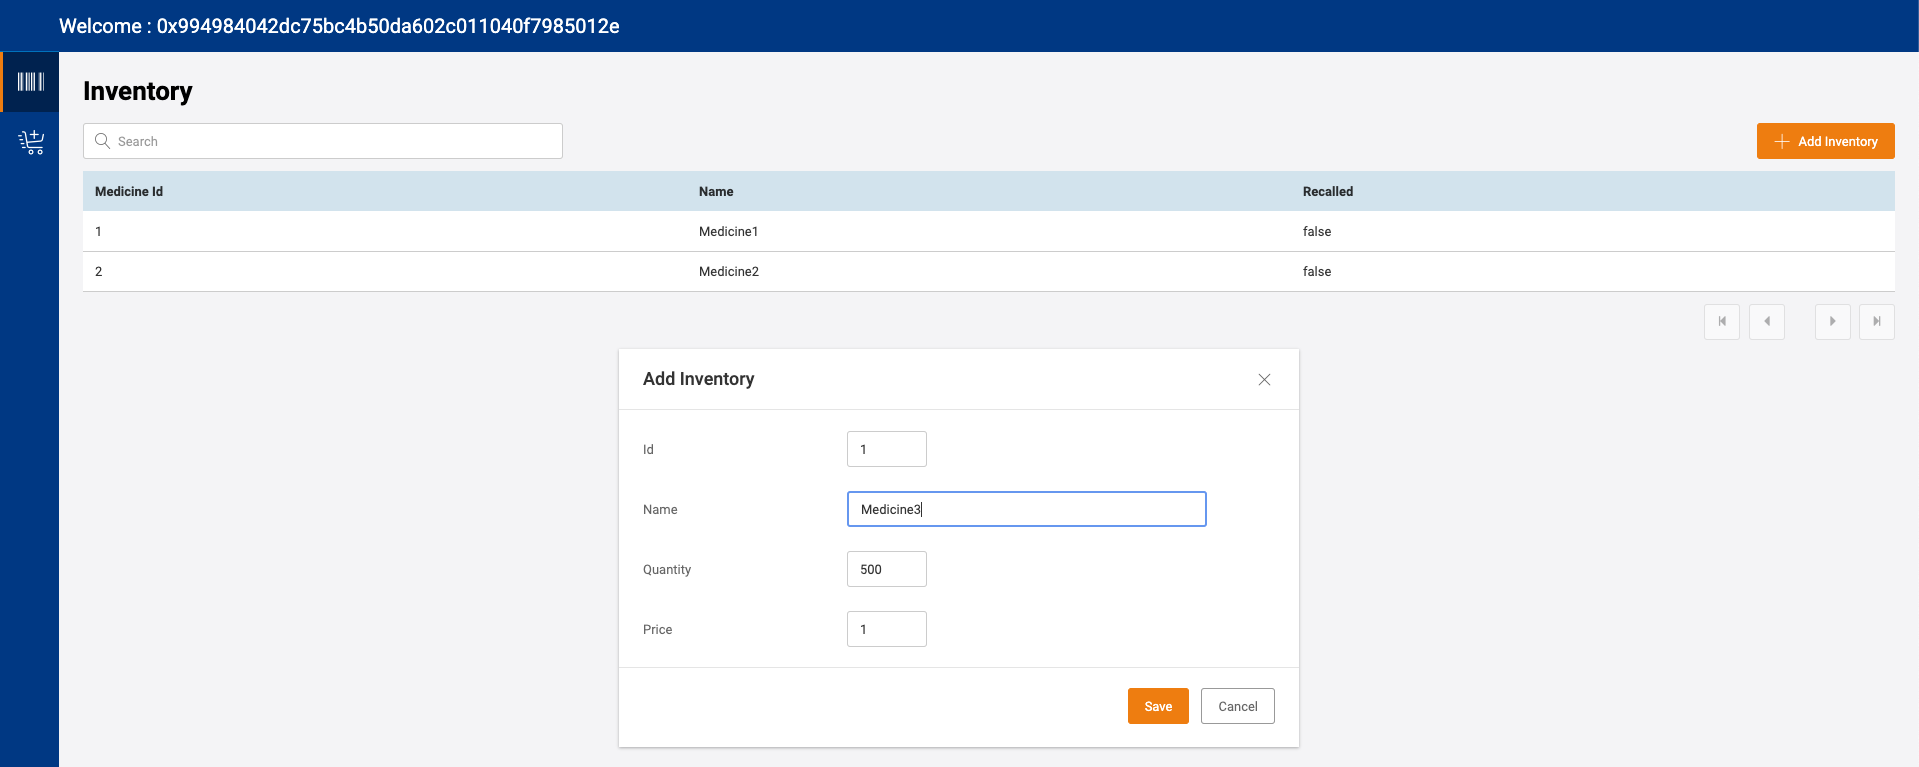 Welcome : 0x994984042dc75bc4b50da602c011040f7985012e
Inventory
Search
Add Inventory
Medicine Id Name Recalled
1 Medicine1 false
2 Medicine2 false
Add Inventory
Id 1
Name Medicine3
Quantity 500
Price 1
Save Cancel